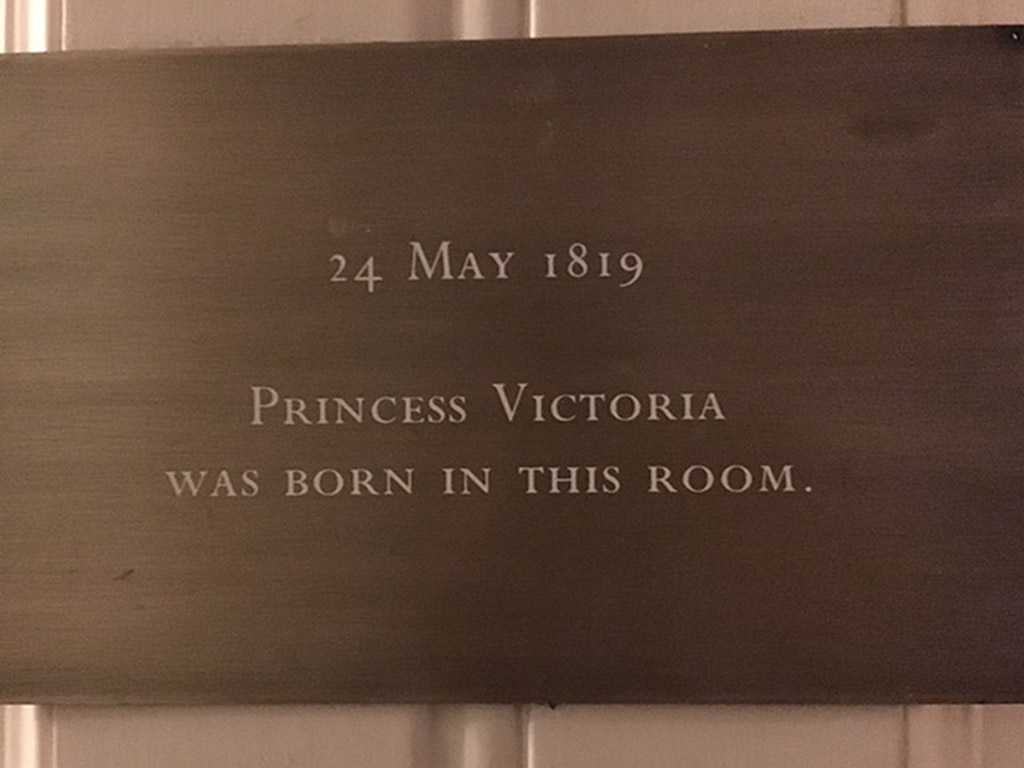 24 May 1819
Princess Victoria
was born in this room.